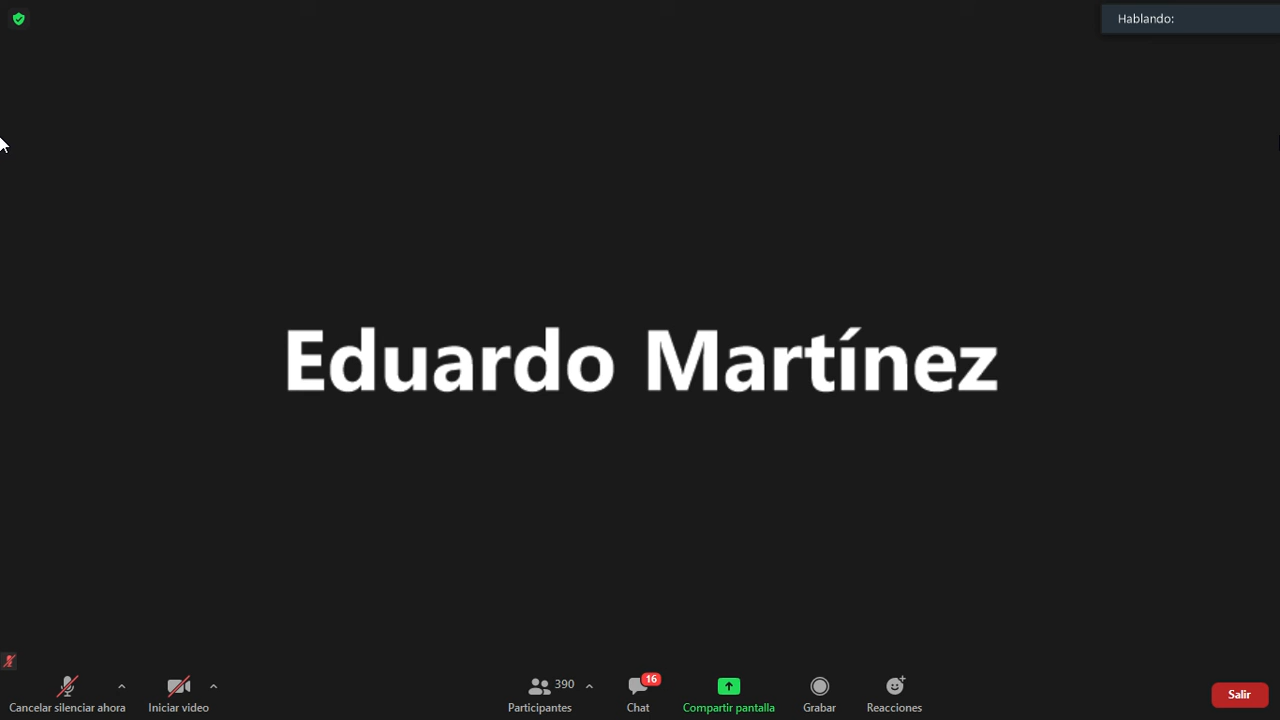 Hablando:
Eduardo Martínez
Cancelar silenciar ahora
Iniciar video
390
Participantes
16
Chat
Compartir pantalla
Grabar
Reacciones
Salir